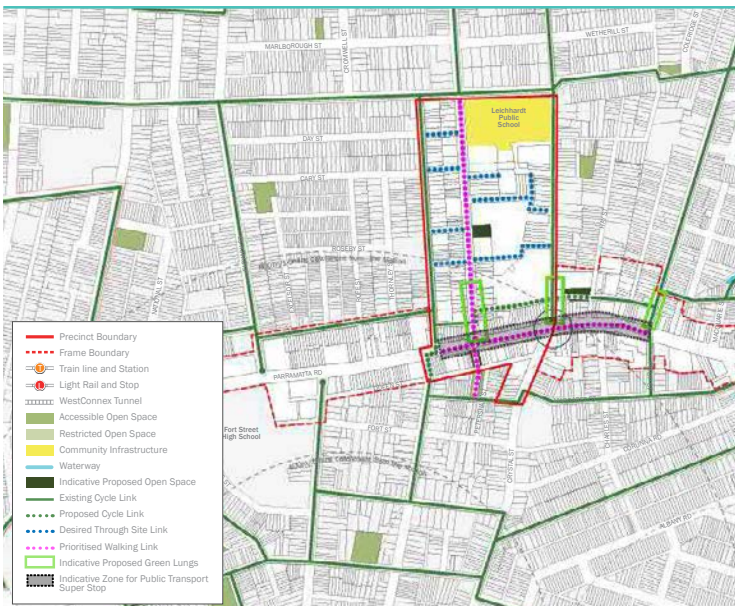 MARLBOROUGH ST
CROMWELL ST
WETHERILL ST
COLERIDGE ST
Leichhardt
Public
School
DAY ST
CARY ST
ROSEBY ST
PARRAMATTA RD
Fort Street
High School
FORT ST
CRYSTAL ST
ALBANY RD
Precinct Boundary
Frame Boundary
T
Train line and Station
L
Light Rail and Stop
WestConnex Tunnel
Accessible Open Space
Restricted Open Space
Community Infrastructure
Waterway
Indicative Proposed Open Space
Existing Cycle Link
Proposed Cycle Link
Desired Through Site Link
Prioritised Walking Link
Indicative Proposed Green Lungs
Indicative Zone for Public Transport
Super Stop